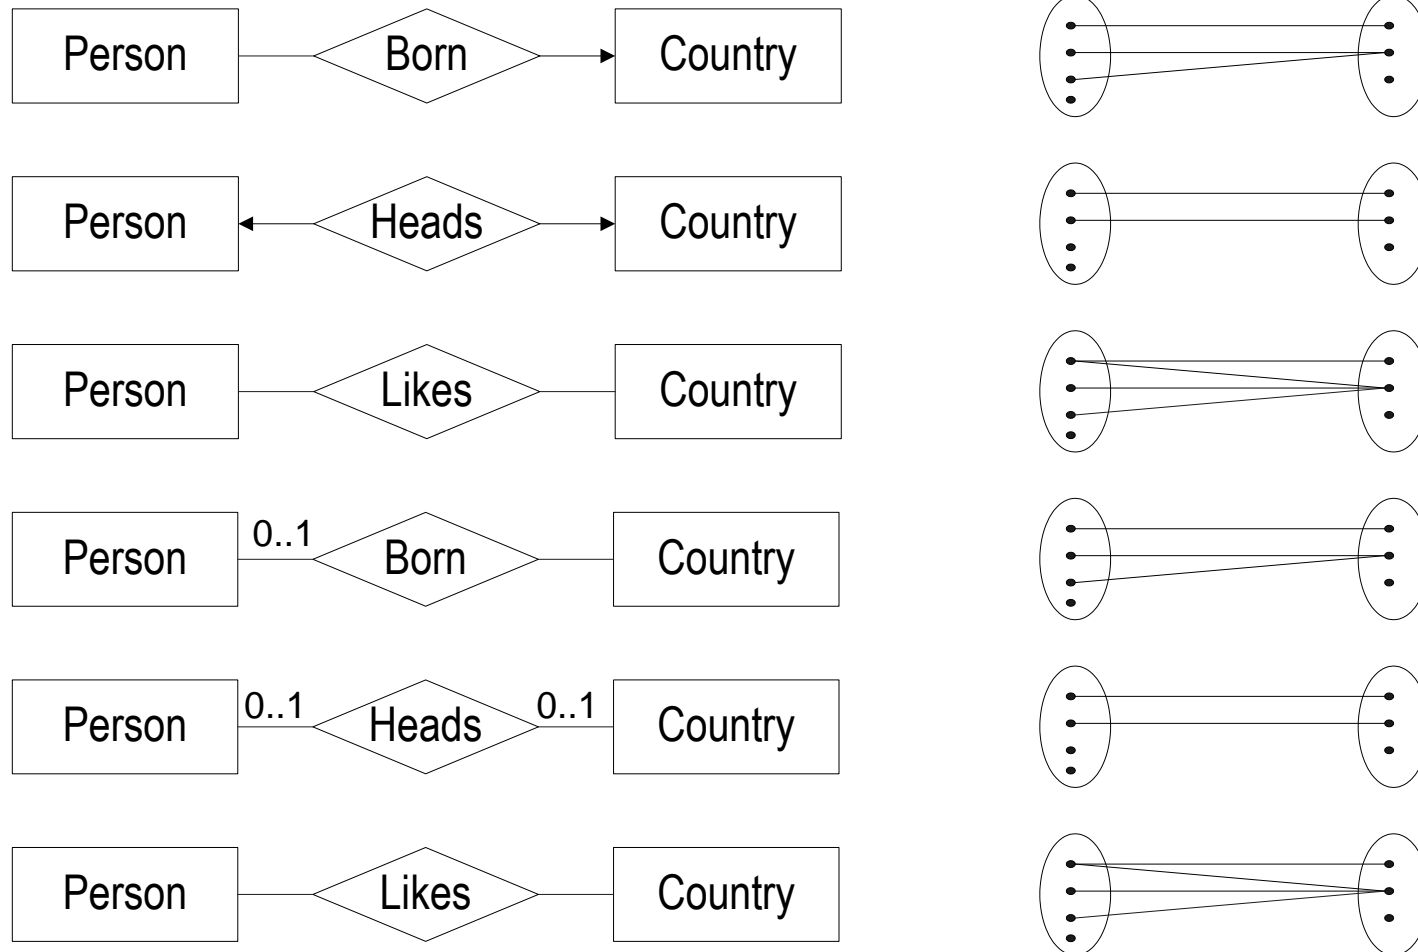 Person Born Country
Person Heads Country
Person Likes Country
Person 0..1 Born Country
Person 0..1 Heads 0..1 Country
Person Likes Country